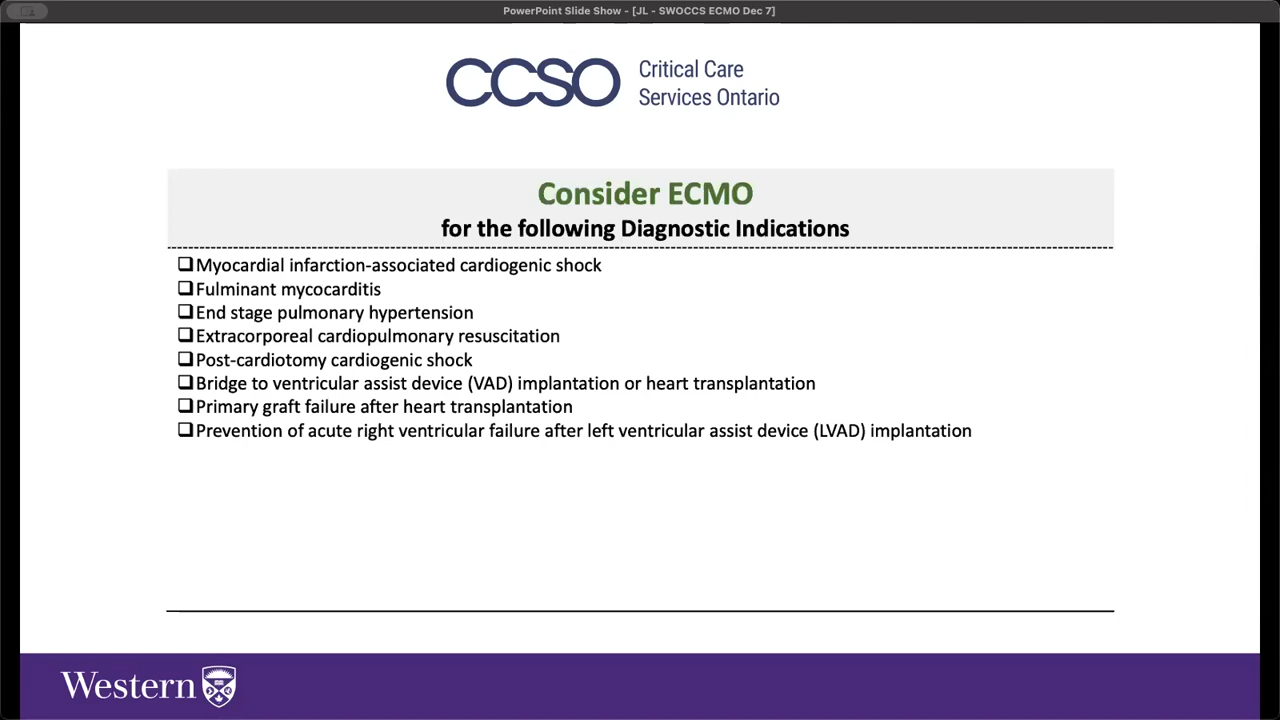 PowerPoint Slide Show - [JL - SWOCCS ECMO Dec 7]
CCSO
Critical Care
Services Ontario
Consider ECMO
for the following Diagnostic Indications
Myocardial infarction-associated cardiogenic shock
Fulminant mycocarditis
End stage pulmonary hypertension
Extracorporeal cardiopulmonary resuscitation
Post-cardiotomy cardiogenic shock
Bridge to ventricular assist device (VAD) implantation or heart transplantation
Primary graft failure after heart transplantation
Prevention of acute right ventricular failure after left ventricular assist device (LVAD) implantation
Western